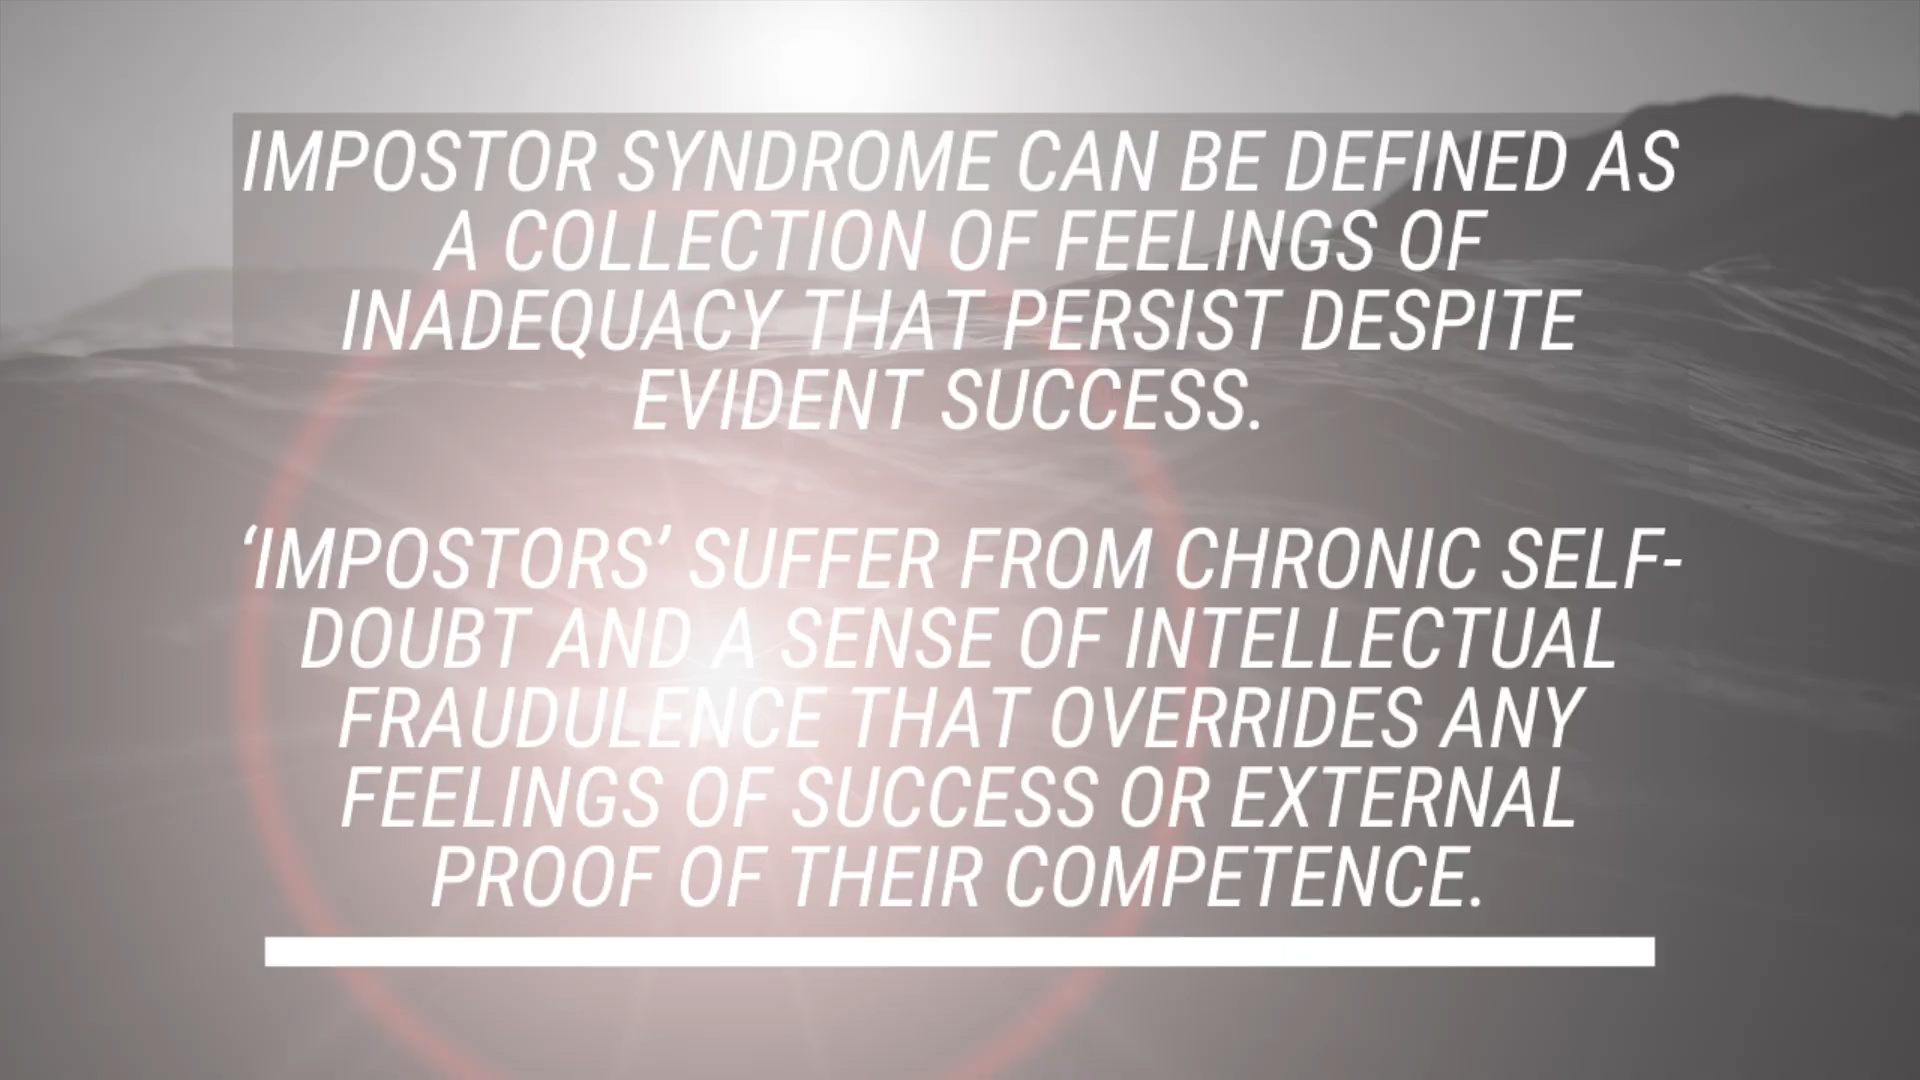 IMPOSTOR SYNDROME CAN BE DEFINED AS
A COLLECTION OF FEELINGS OF
INADEQUACY THAT PERSIST DESPITE
EVIDENT SUCCESS.
‘IMPOSTORS’ SUFFER FROM CHRONIC SELF-
DOUBT AND A SENSE OF INTELLECTUAL
FRAUDULENCE THAT OVERRIDES ANY
FEELINGS OF SUCCESS OR EXTERNAL
PROOF OF THEIR COMPETENCE.